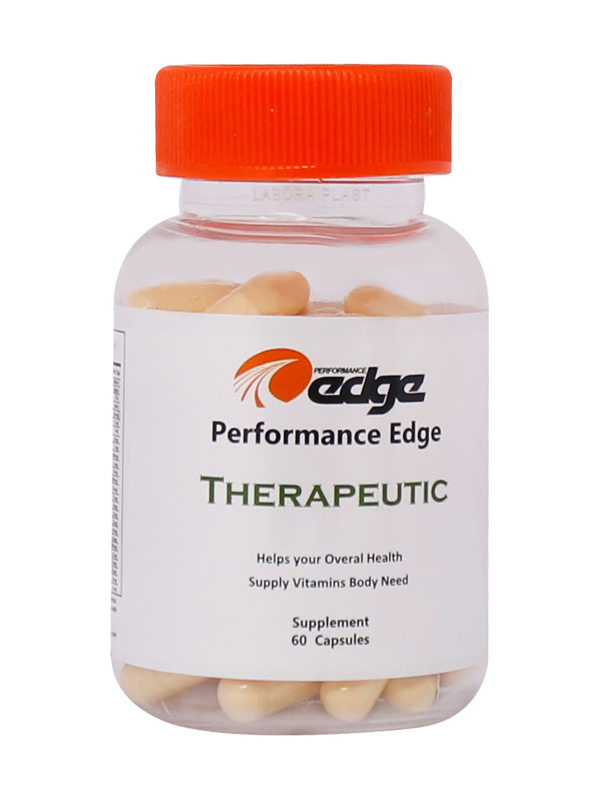 LABORA PLAST
PERFORMANCE
edge
Performance Edge
THERAPEUTIC
Helps your Overal Health
Supply Vitamins Body Need
Supplement
60 Capsules